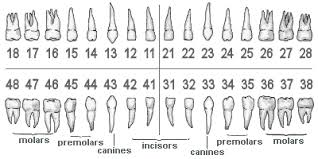 18 17 16 15 14 13 12 11 21 22 23 24 25 26 27 28
48 47 46 45 44 43 42 41 31 32 33 34 35 36 37 38
molars premolars canines incisors canines premolars molars